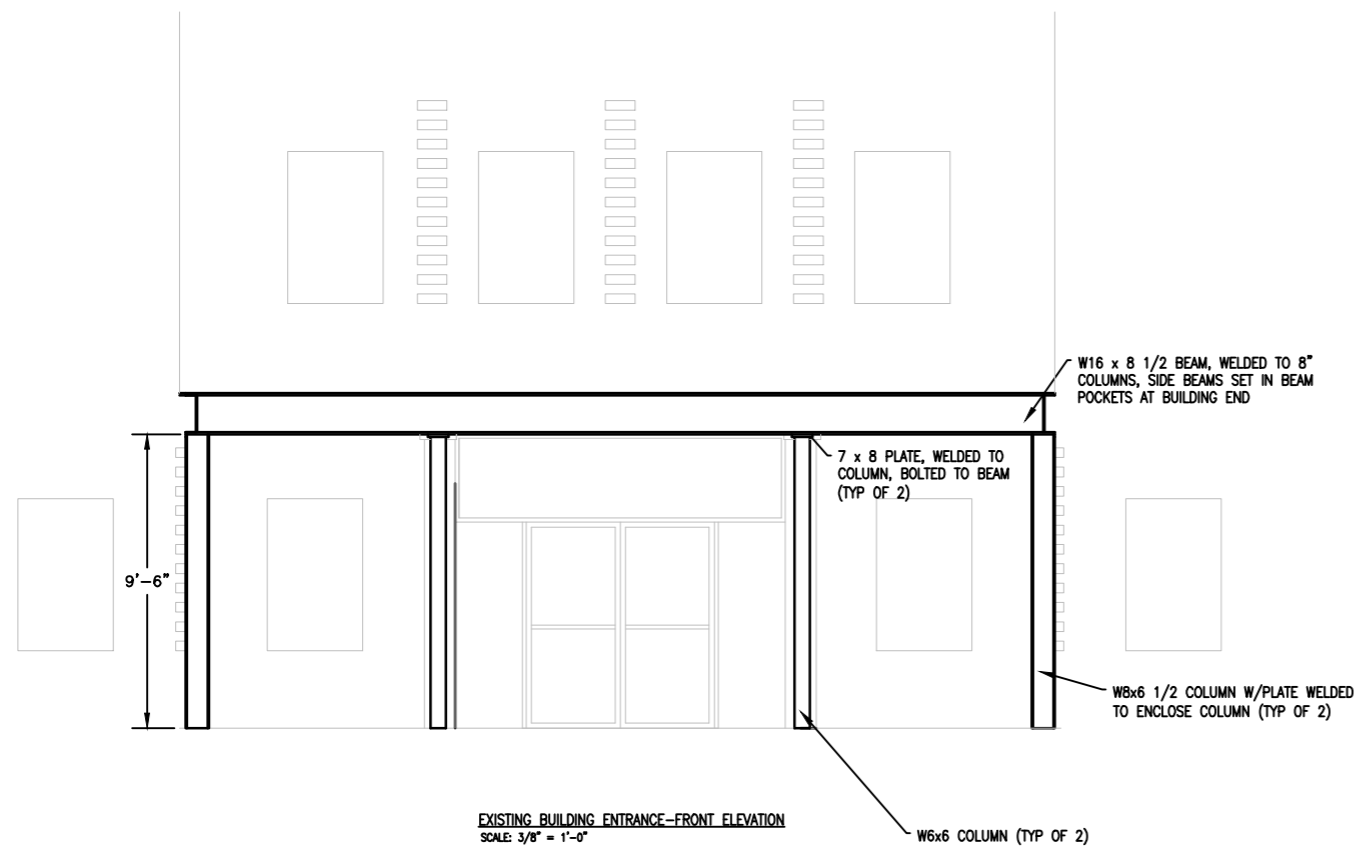 W16 x 8 1/2 BEAM, WELDED TO 8"
COLUMNS, SIDE BEAMS SET IN BEAM
POCKETS AT BUILDING END
7 x 8 PLATE, WELDED TO
COLUMN, BOLTED TO BEAM
(TYP OF 2)
9'-6"
W8x6 1/2 COLUMN W/PLATE WELDED
TO ENCLOSE COLUMN (TYP OF 2)
EXISTING BUILDING ENTRANCE-FRONT ELEVATION
SCALE: 3/8" = 1'-0"
W6x6 COLUMN (TYP OF 2)